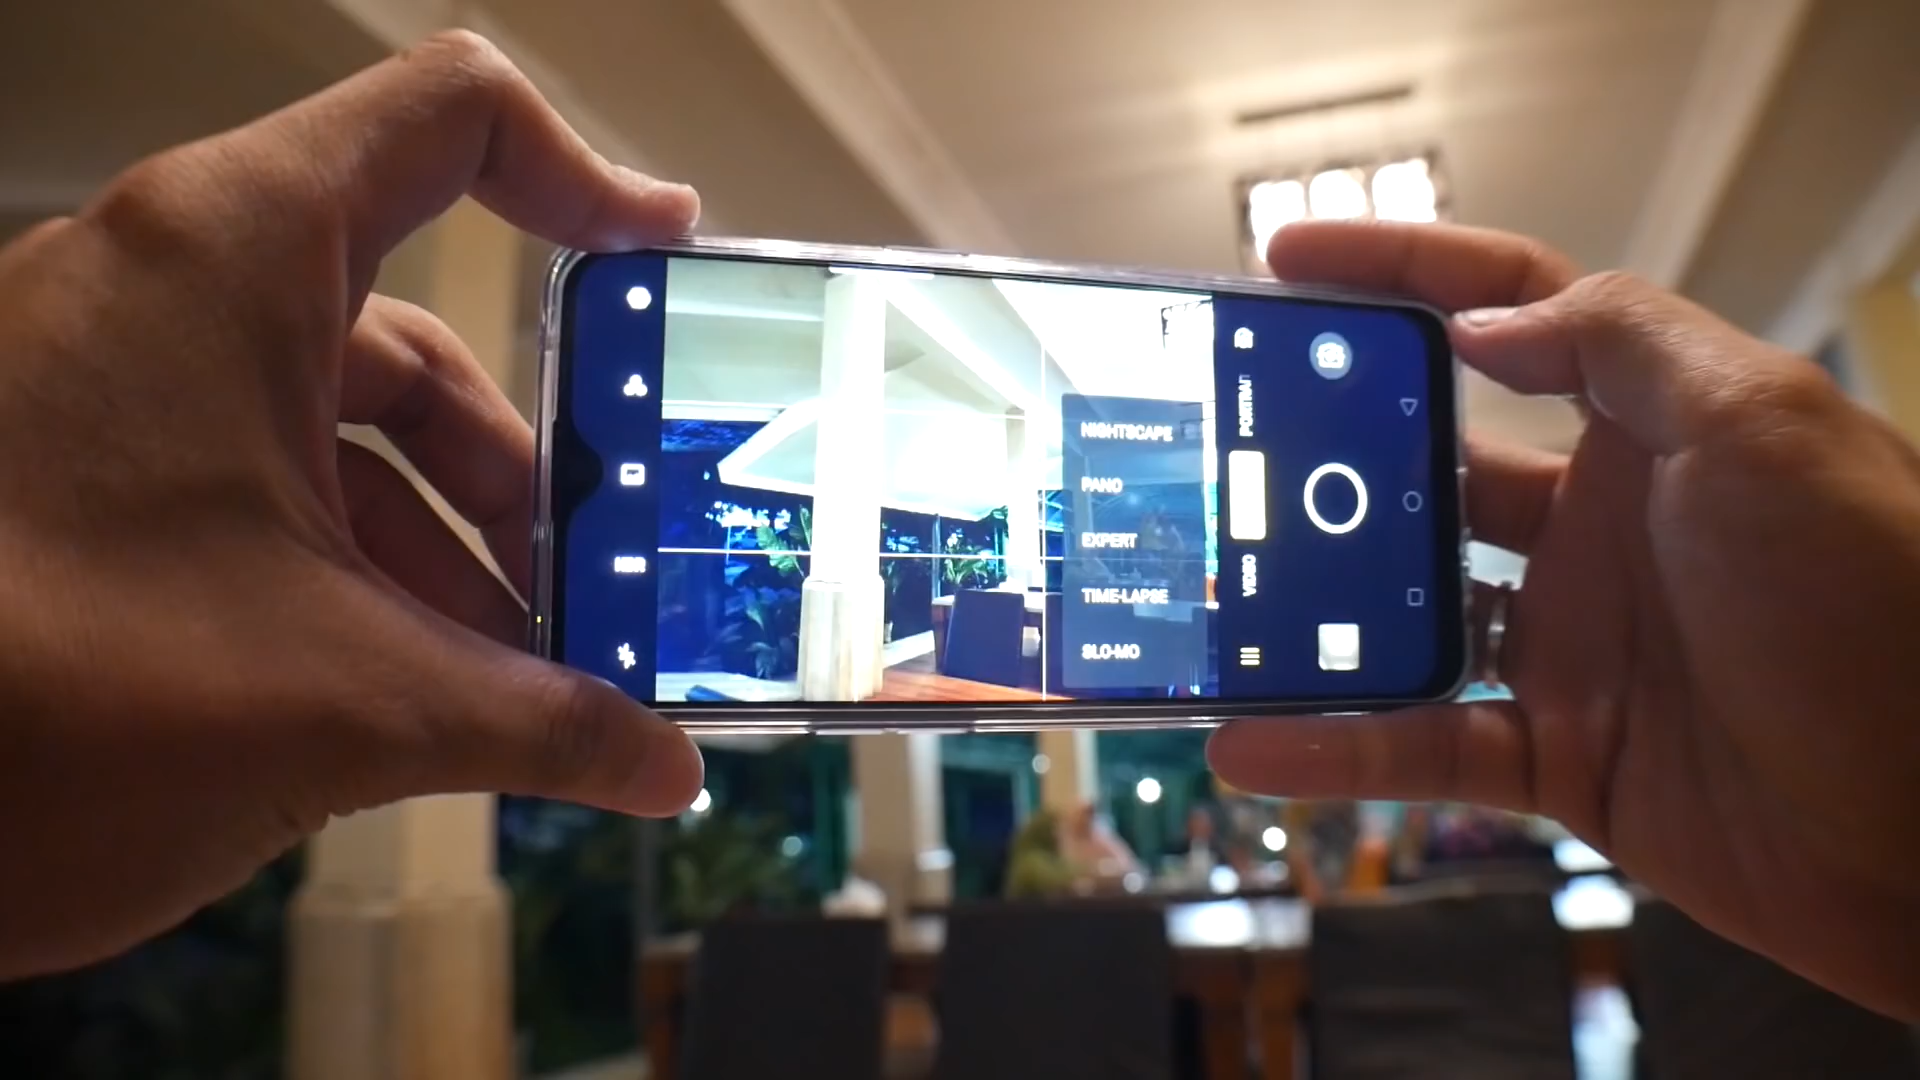 NIGHTSCAPE
PANO
EXPERT
TIME-LAPSE
SLO-MO
PORTRAIT
VIDEO
HDR